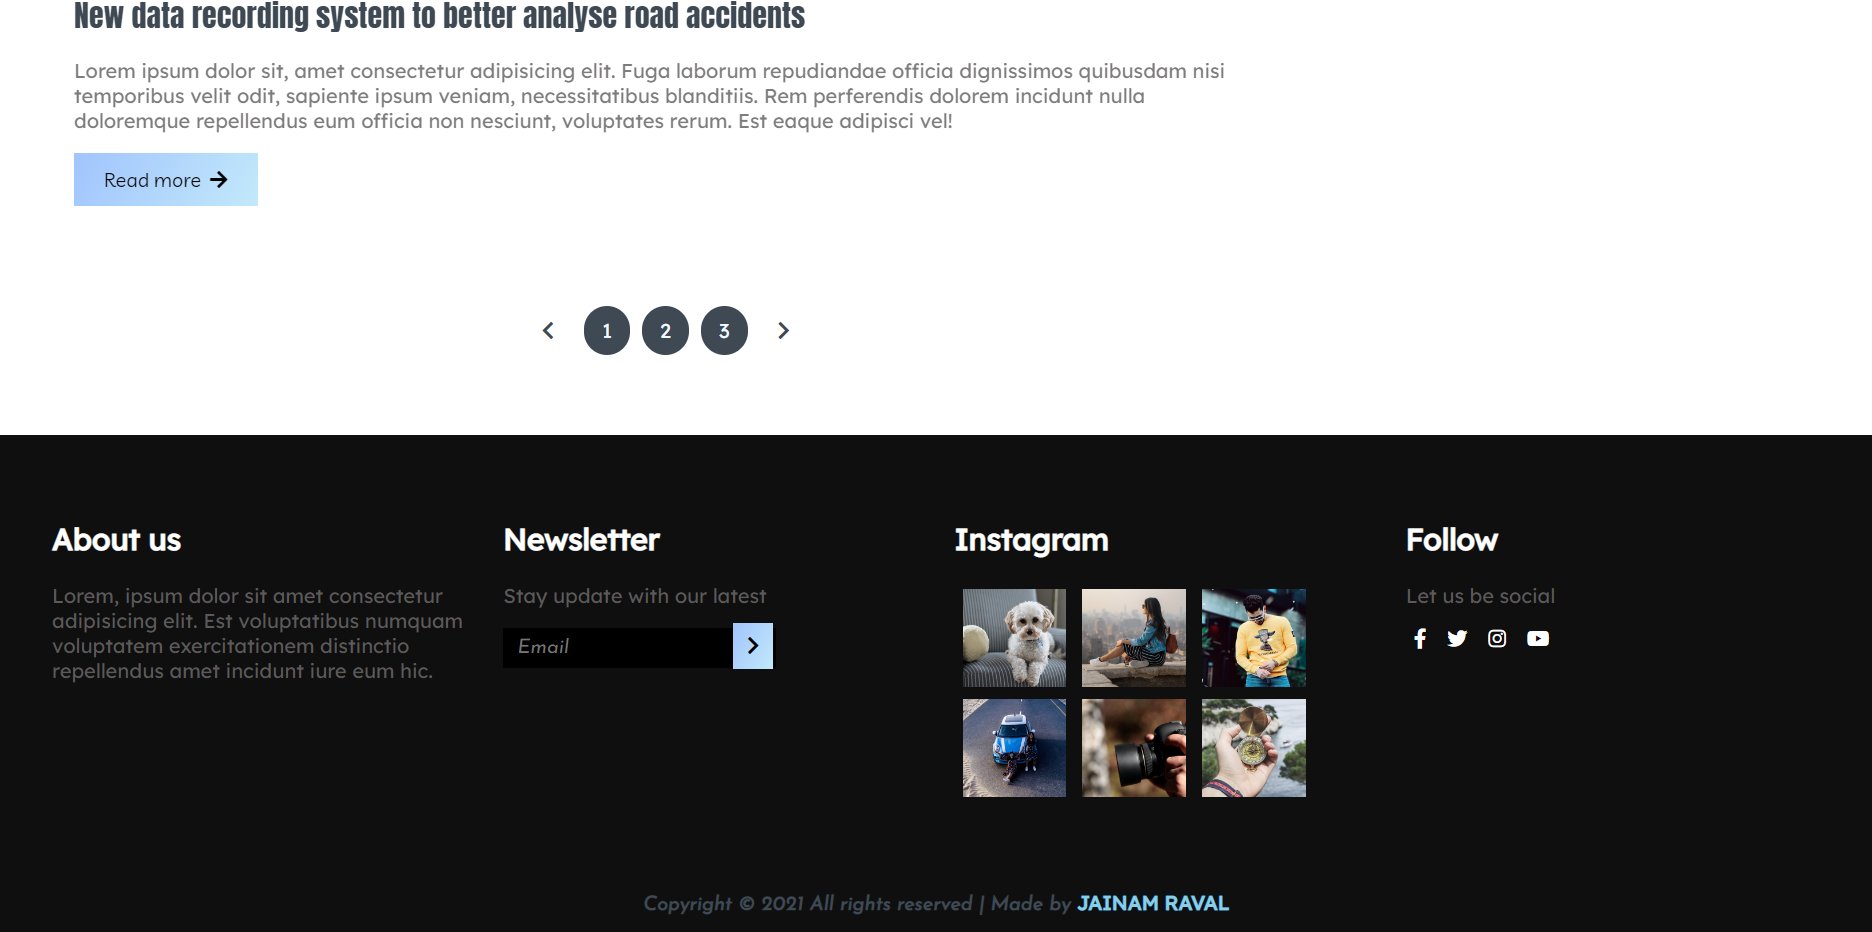 New data recording system to better analyse road accidents
Lorem ipsum dolor sit, amet consectetur adipisicing elit. Fuga laborum repudiandae officia dignissimos quibusdam nisi
temporibus velit odit, sapiente ipsum veniam, necessitatibus blanditiis. Rem perferendis dolorem incidunt nulla
doloremque repellendus eum officia non nesciunt, voluptates rerum. Est eaque adipisci vel!
Read more
1 2 3
About us
Lorem, ipsum dolor sit amet consectetur
adipisicing elit. Est voluptatibus numquam
voluptatem exercitationem distinctio
repellendus amet incidunt iure eum hic.
Newsletter
Stay update with our latest
Email
Instagram
Follow
Let us be social
Copyright © 2021 All rights reserved | Made by JAINAM RAVAL